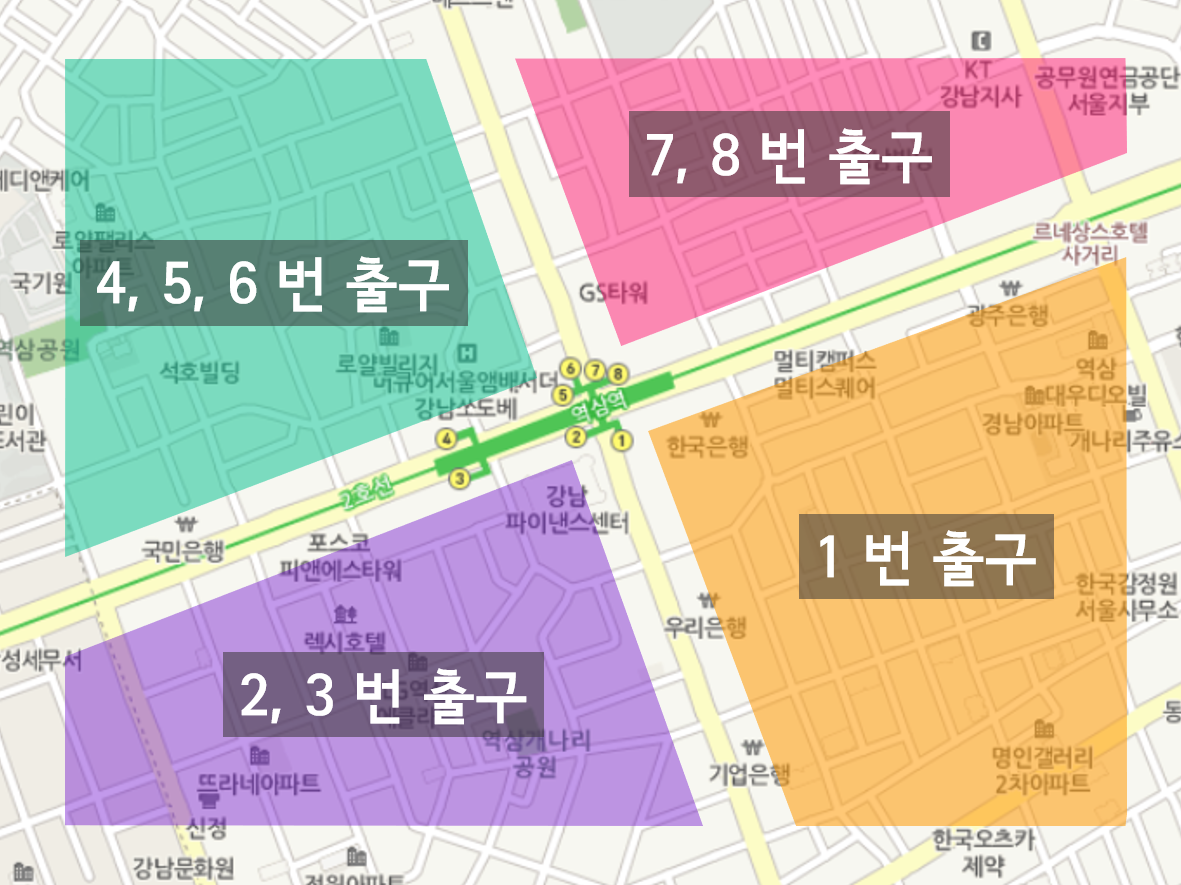 KT
강남지사
공무원연금공단
서울지부
7, 8 번 출구
로얄팰리스
아파트
국기원
4, 5, 6 번 출구
르네상스호텔
사거리
GS타워
광주은행
역삼공원
석호빌딩
로얄빌리지
머큐어서울앰배서더
강남쏘도베
멀티캠퍼스
멀티스퀘어
역삼
대우디오빌
경남아파트
개나리주유소
6
7
8
5
역삼역
4
2
1
3
한국은행
2호선
강남
파이낸스센터
국민은행
포스코
피앤에스타워
1 번 출구
한국감정원
서울사무소
렉시호텔
우리은행
2, 3 번 출구
역삼개나리
공원
뜨라네아파트
신정
강남문화원
기업은행
명인갤러리
2차아파트
한국오츠카
제약